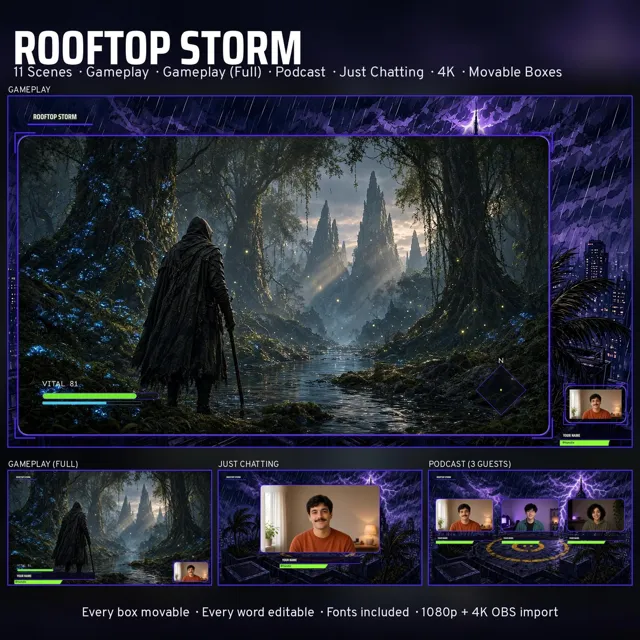 ROOFTOP STORM
11 Scenes · Gameplay · Gameplay (Full) · Podcast · Just Chatting · 4K · Movable Boxes
GAMEPLAY
ROOFTOP STORM
VITAL 81
N
YOUR NAME
GAMEPLAY (FULL)
JUST CHATTING
PODCAST (3 GUESTS)
YOUR NAME
YOUR NAME
Every box movable · Every word editable · Fonts included · 1080p + 4K OBS import